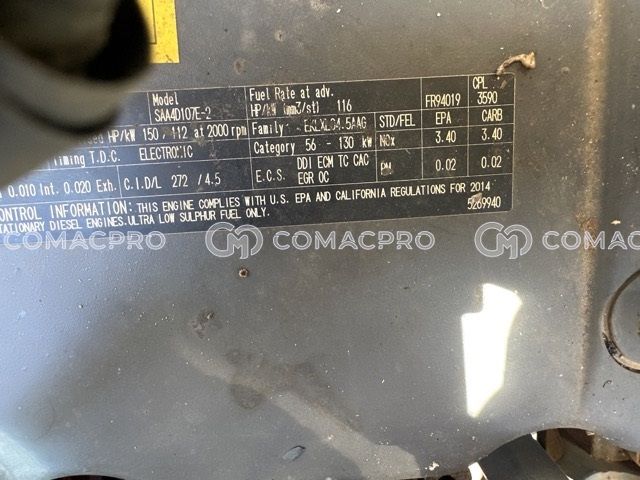 Model
SAA4D107E-2
Fuel Rate at adv.
HP/kW (mm3/st) 116
FR94019
CPL
3590
HP/kW 150 / 112 at 2000 rpm
Family
STD/FEL
EPA
CARB
Category 56 - 130 kW
NOx
3.40
3.40
Timing T.D.C. ELECTRONIC
0.010 Int. 0.020 Exh.
C.I.D/L 272 / 4.5
E.C.S.
DDI ECM TC CAC
EGR OC
PM
0.02
0.02
CONTROL INFORMATION: THIS ENGINE COMPLIES WITH U.S. EPA AND CALIFORNIA REGULATIONS FOR 2014
DIESEL ENGINES. ULTRA LOW SULPHUR FUEL ONLY.
5269940
COMACPRO
COMACPRO
COMACPRO